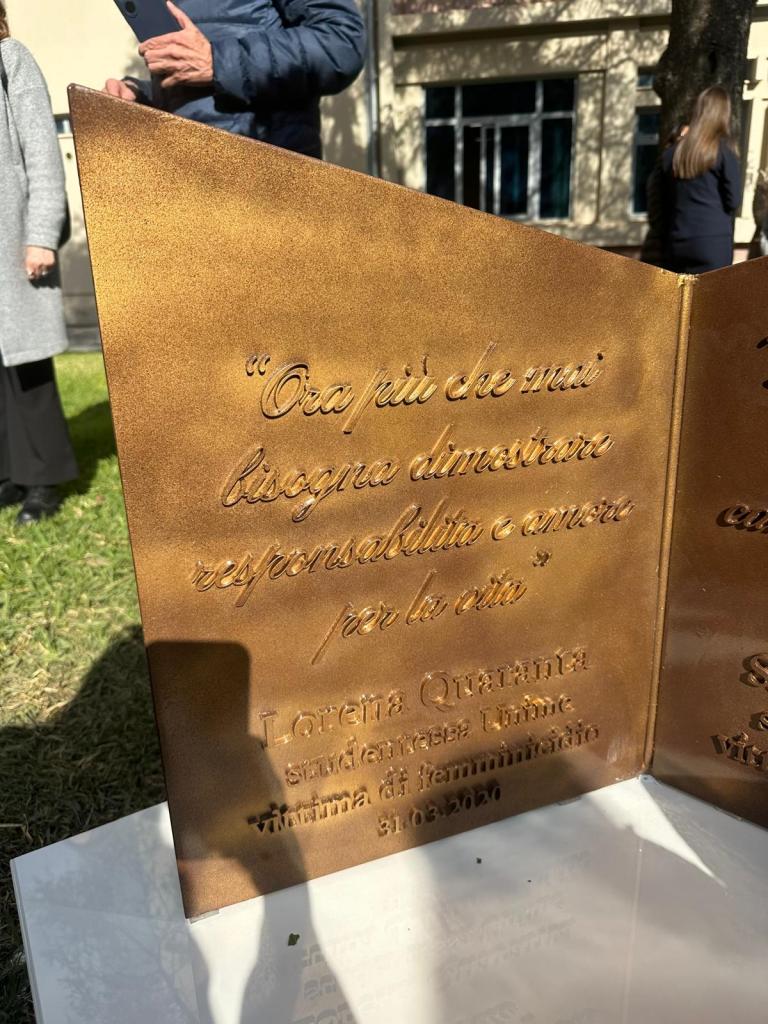 “Ora più che mai
bisogna dimostrare
responsabilita e amore
per la vita”
Lorena Quaranta
studentessa Unime
vittima di femminicidio
31.03.2020